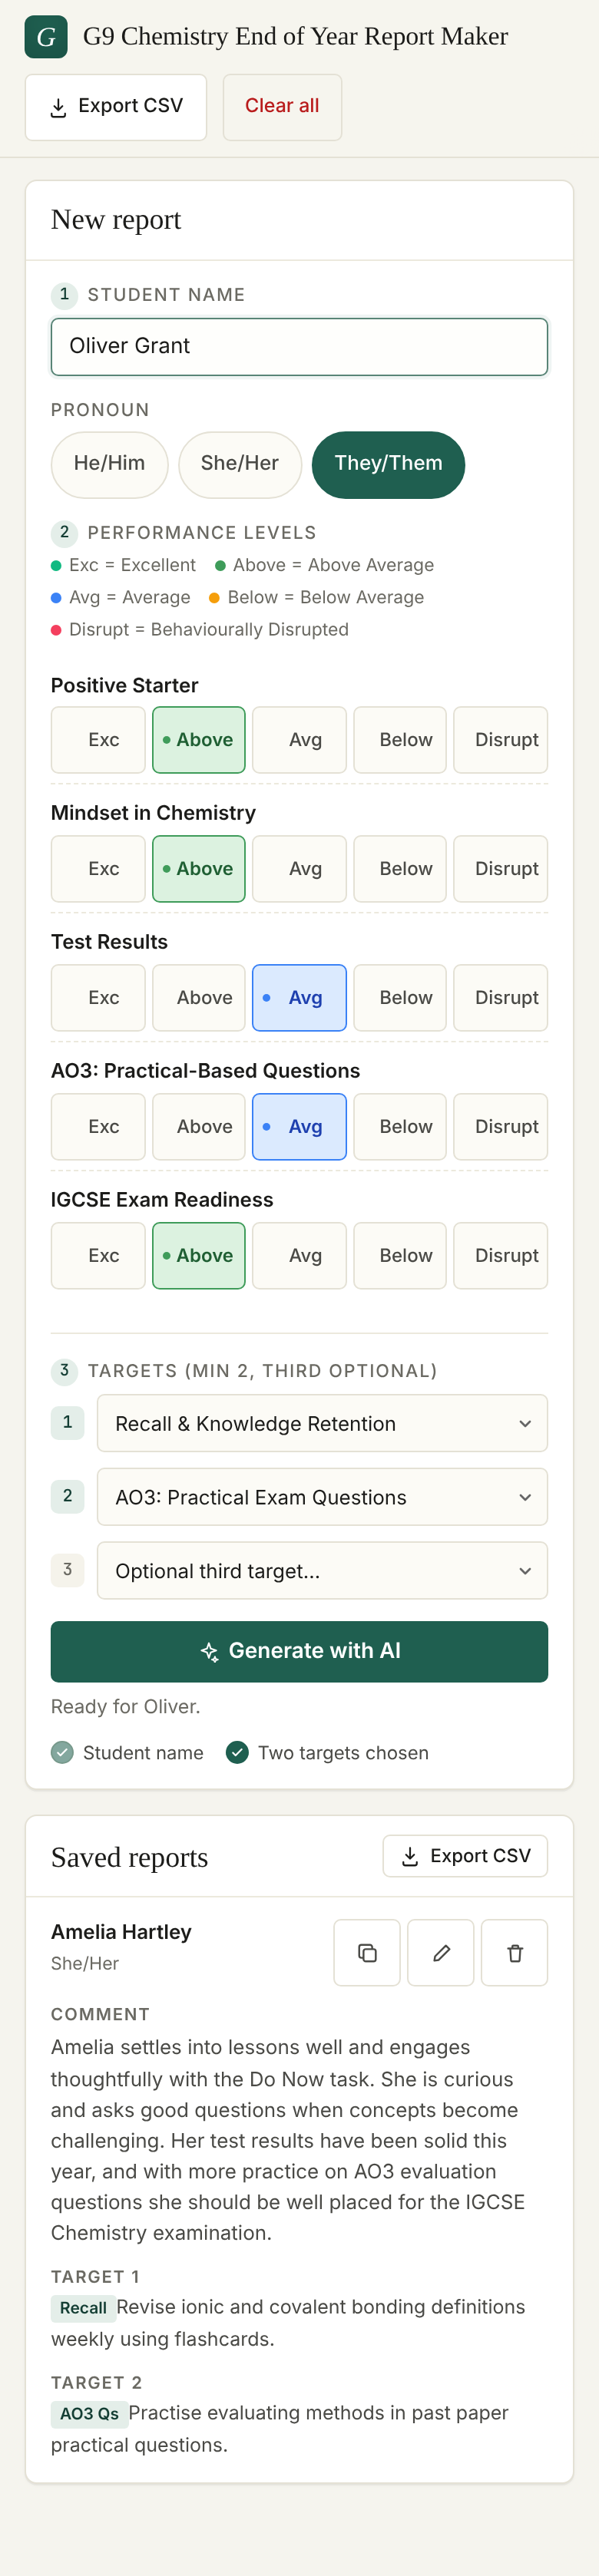 G G9 Chemistry End of Year Report Maker
Export CSV Clear all
New report
1 STUDENT NAME
Oliver Grant
PRONOUN
He/Him She/Her They/Them
2 PERFORMANCE LEVELS
Exc = Excellent Above = Above Average
Avg = Average Below = Below Average
Disrupt = Behaviourally Disrupted
Positive Starter
Exc Above Avg Below Disrupt
Mindset in Chemistry
Exc Above Avg Below Disrupt
Test Results
Exc Above Avg Below Disrupt
AO3: Practical-Based Questions
Exc Above Avg Below Disrupt
IGCSE Exam Readiness
Exc Above Avg Below Disrupt
3 TARGETS (MIN 2, THIRD OPTIONAL)
1 Recall & Knowledge Retention
2 AO3: Practical Exam Questions
3 Optional third target...
Generate with AI
Ready for Oliver.
Student name Two targets chosen
Saved reports Export CSV
Amelia Hartley
She/Her
COMMENT
Amelia settles into lessons well and engages
thoughtfully with the Do Now task. She is curious
and asks good questions when concepts become
challenging. Her test results have been solid this
year, and with more practice on AO3 evaluation
questions she should be well placed for the IGCSE
Chemistry examination.
TARGET 1
Recall Revise ionic and covalent bonding definitions
weekly using flashcards.
TARGET 2
AO3 Qs Practise evaluating methods in past paper
practical questions.